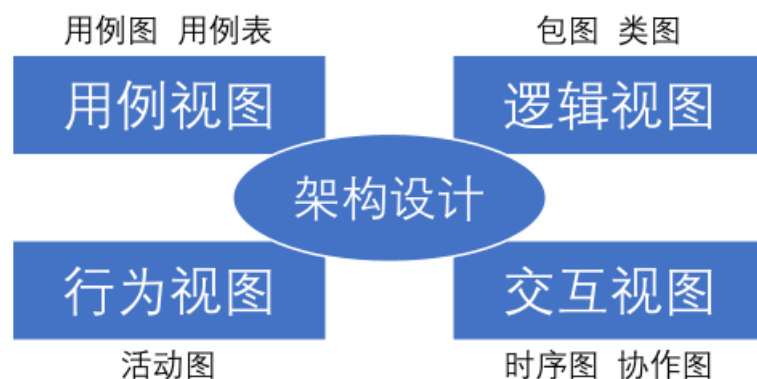 用例图 用例表
包图 类图
用例视图
逻辑视图
架构设计
行为视图
交互视图
活动图
时序图 协作图